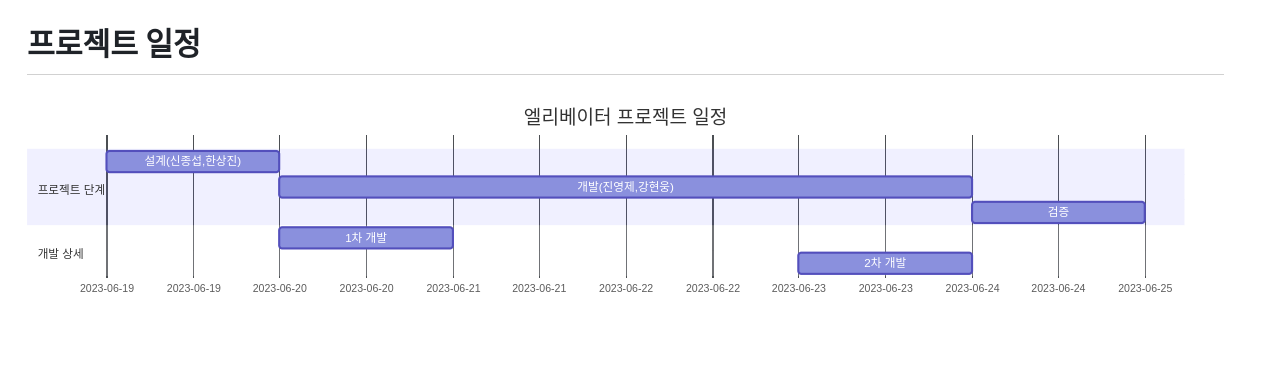 프로젝트 일정
엘리베이터 프로젝트 일정
설계(신종섭,한상진)
프로젝트 단계
개발(진영제,강현웅)
검증
1차 개발
개발 상세
2차 개발
2023-06-19 2023-06-19 2023-06-20 2023-06-20 2023-06-21 2023-06-21 2023-06-22 2023-06-22 2023-06-23 2023-06-23 2023-06-24 2023-06-24 2023-06-25